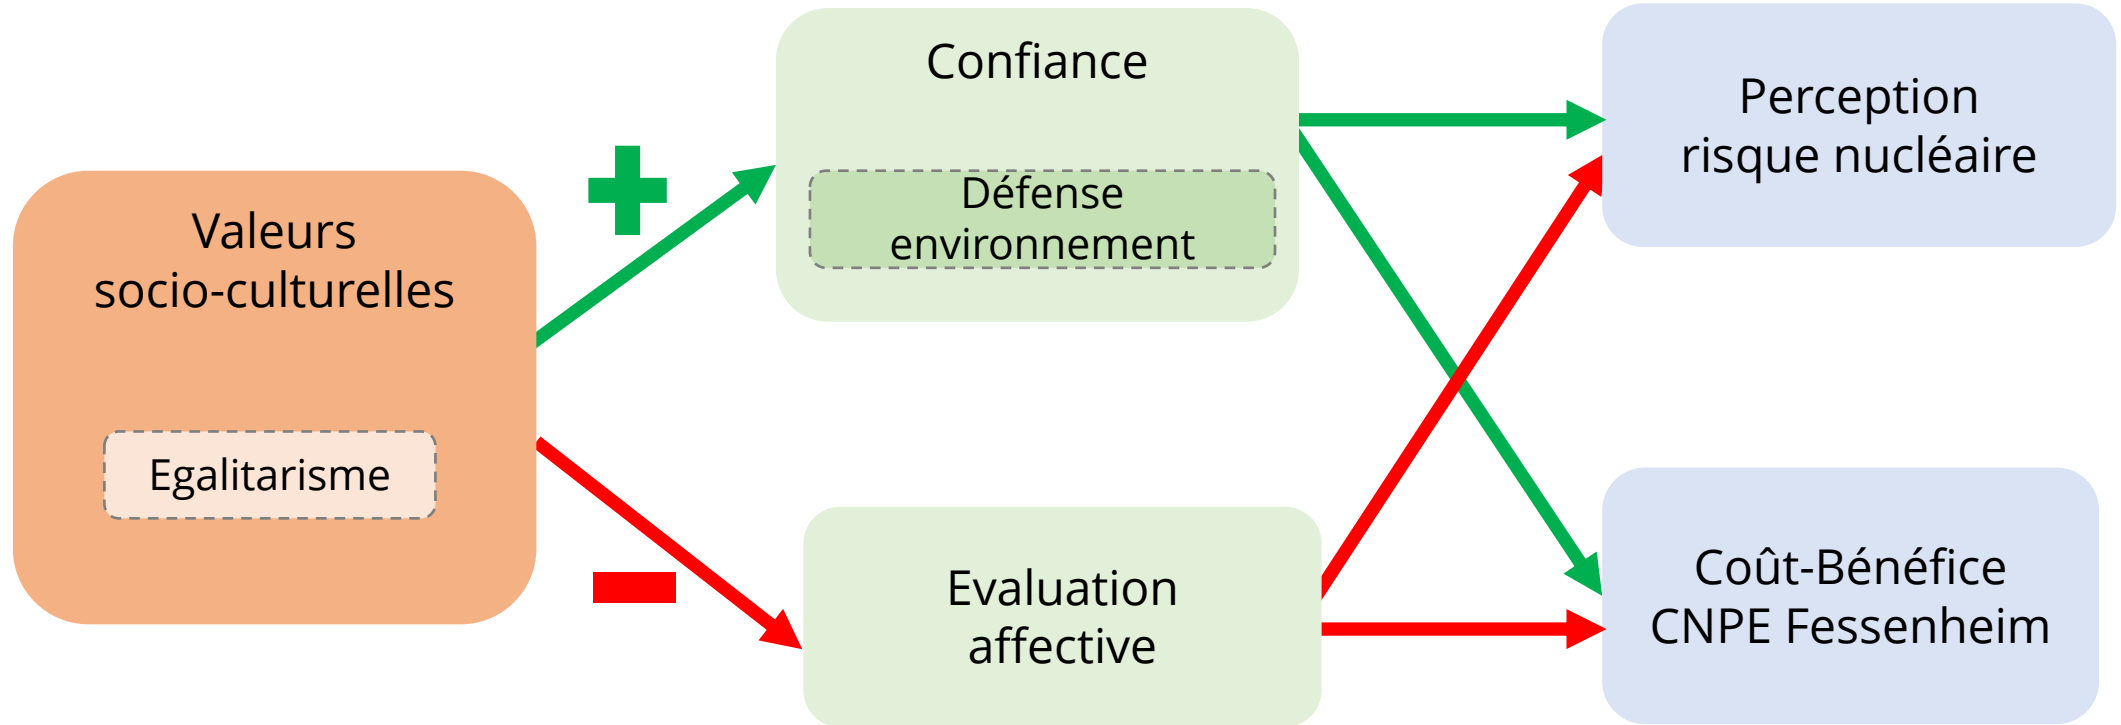 Valeurs
socio-culturelles
Egalitarisme
Confiance
Défense
environnement
Evaluation
affective
Perception
risque nucléaire
Coût-Bénéfice
CNPE Fessenheim